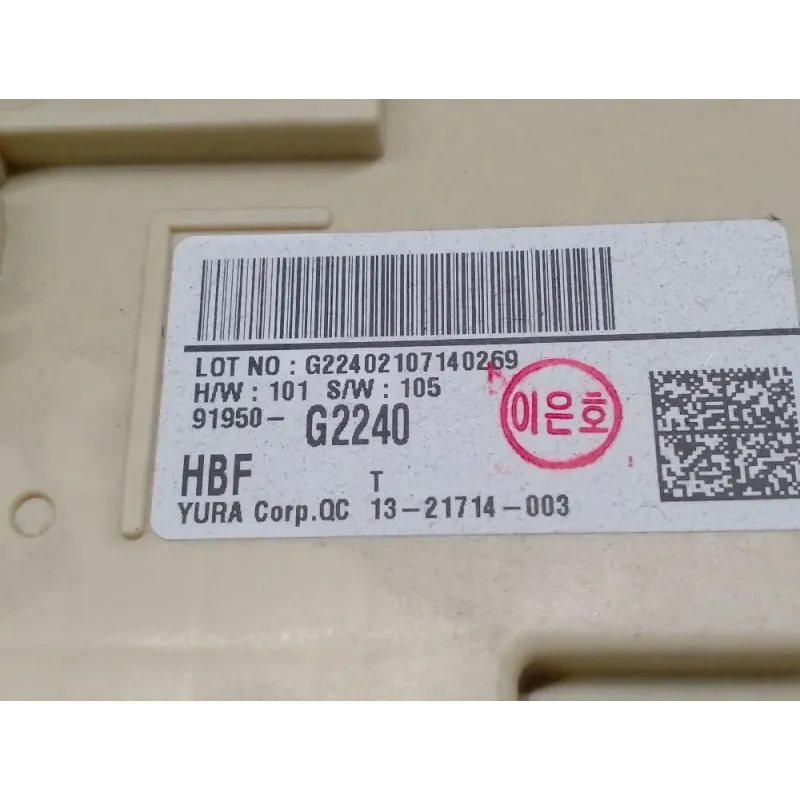 LOT NO : G22402107140269
H/W : 101 S/W : 105
91950- G2240
이은호
HBF T
YURA Corp.QC 13-21714-003